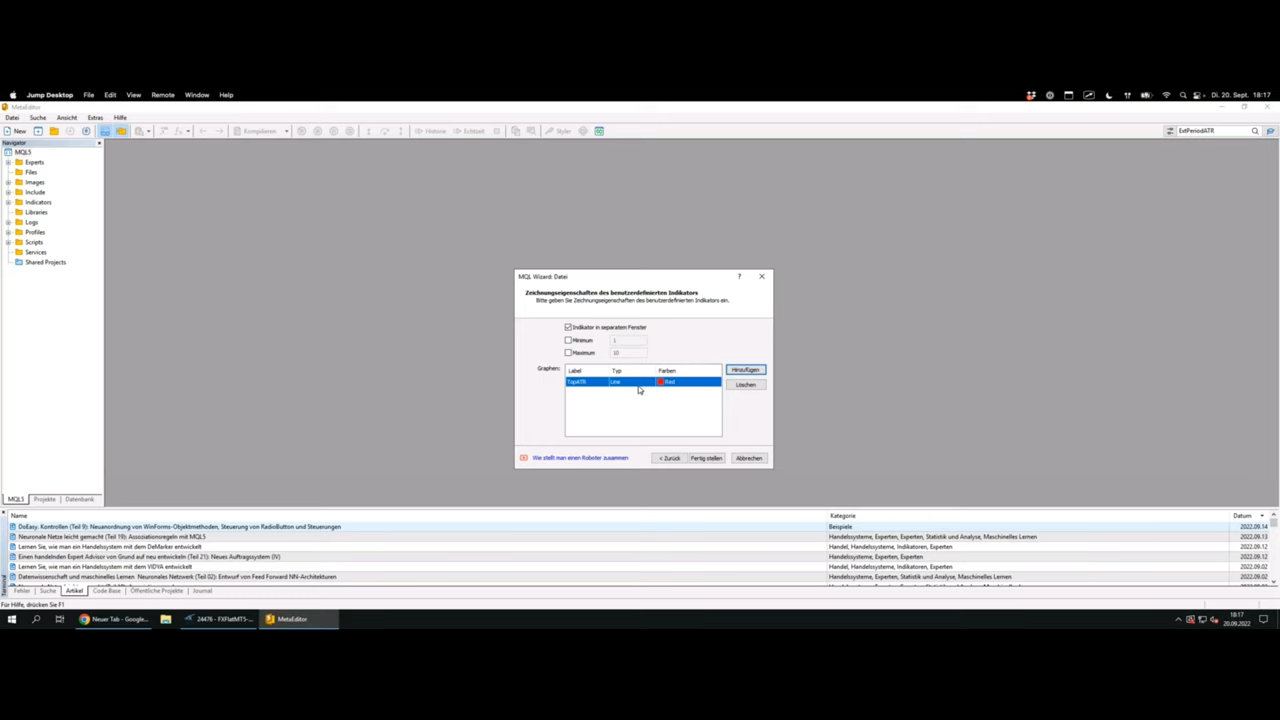 Jump Desktop File Edit View Remote Window Help Di. 20. Sept. 18:17
MetaEditor
Datei Suche Ansicht Extras Hilfe
New Kompilieren Historie Echtzeit Styler ExtPeriodATR
Navigator
MQL5
Experts
Files
Images
Include
Indicators
Libraries
Logs
Profiles
Scripts
Services
Shared Projects
MQL Wizard: Datei
Zeichnungseigenschaften des benutzerdefinierten Indikators
Bitte geben Sie Zeichnungseigenschaften des benutzerdefinierten Indikators ein.
Indikator in separatem Fenster
Minimum 1
Maximum 10
Graphen: Label Typ Farben Hinzufügen
TopATR Line Red Löschen
Wie stellt man einen Roboter zusammen < Zurück Fertig stellen Abbrechen
MQL5 Projekte Datenbank
Name Kategorie Datum
DoEasy. Kontrollen (Teil 9): Neuanordnung von WinForms-Objektmethoden, Steuerung von RadioButton und Steuerungen Beispiele 2022.09.14
Neuronale Netze leicht gemacht (Teil 19): Assoziationsregeln mit MQL5 Handelssysteme, Experten, Experten, Statistik und Analyse, Maschinelles Lernen 2022.09.13
Lernen Sie, wie man ein Handelssystem mit dem DeMarker entwickelt Handel, Handelssysteme, Indikatoren, Experten 2022.09.12
Einen handelnden Expert Advisor von Grund auf neu entwickeln (Teil 21): Neues Auftragssystem (IV) Handelssysteme, Experten, Experten 2022.09.12
Lernen Sie, wie man ein Handelssystem mit dem VIDYA entwickelt Handel, Handelssysteme, Indikatoren, Experten 2022.09.02
Datenwissenschaft und maschinelles Lernen Neuronales Netzwerk (Teil 02): Entwurf von Feed Forward NN-Architekturen Handelssysteme, Experten, Statistik und Analyse, Maschinelles Lernen 2022.09.02
Fehler Suche Artikel Code Base Öffentliche Projekte Journal
Für Hilfe, drücken Sie F1
Neuer Tab - Google... 24476 - FXFlatMT5-... MetaEditor 18:17
20.09.2022